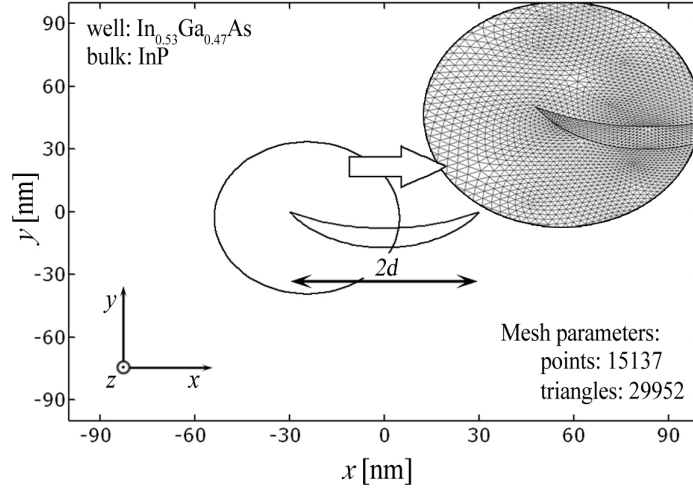 well: In0.53Ga0.47As
bulk: InP
2d
y
z
x
Mesh parameters:
points: 15137
triangles: 29952
y [nm]
90
60
30
0
-30
-60
-90
-90
-60
-30
0
30
60
90
x [nm]